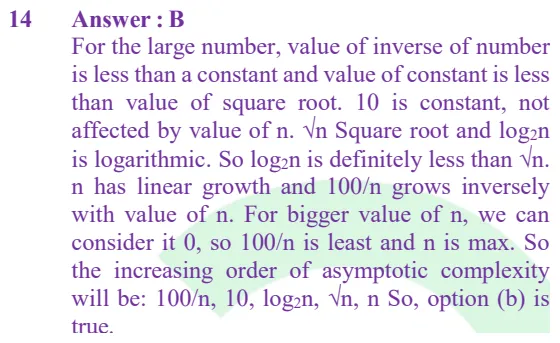 14 Answer : B
For the large number, value of inverse of number
is less than a constant and value of constant is less
than value of square root. 10 is constant, not
affected by value of n. √n Square root and log₂n
is logarithmic. So log₂n is definitely less than √n.
n has linear growth and 100/n grows inversely
with value of n. For bigger value of n, we can
consider it 0, so 100/n is least and n is max. So
the increasing order of asymptotic complexity
will be: 100/n, 10, log₂n, √n, n So, option (b) is
true.